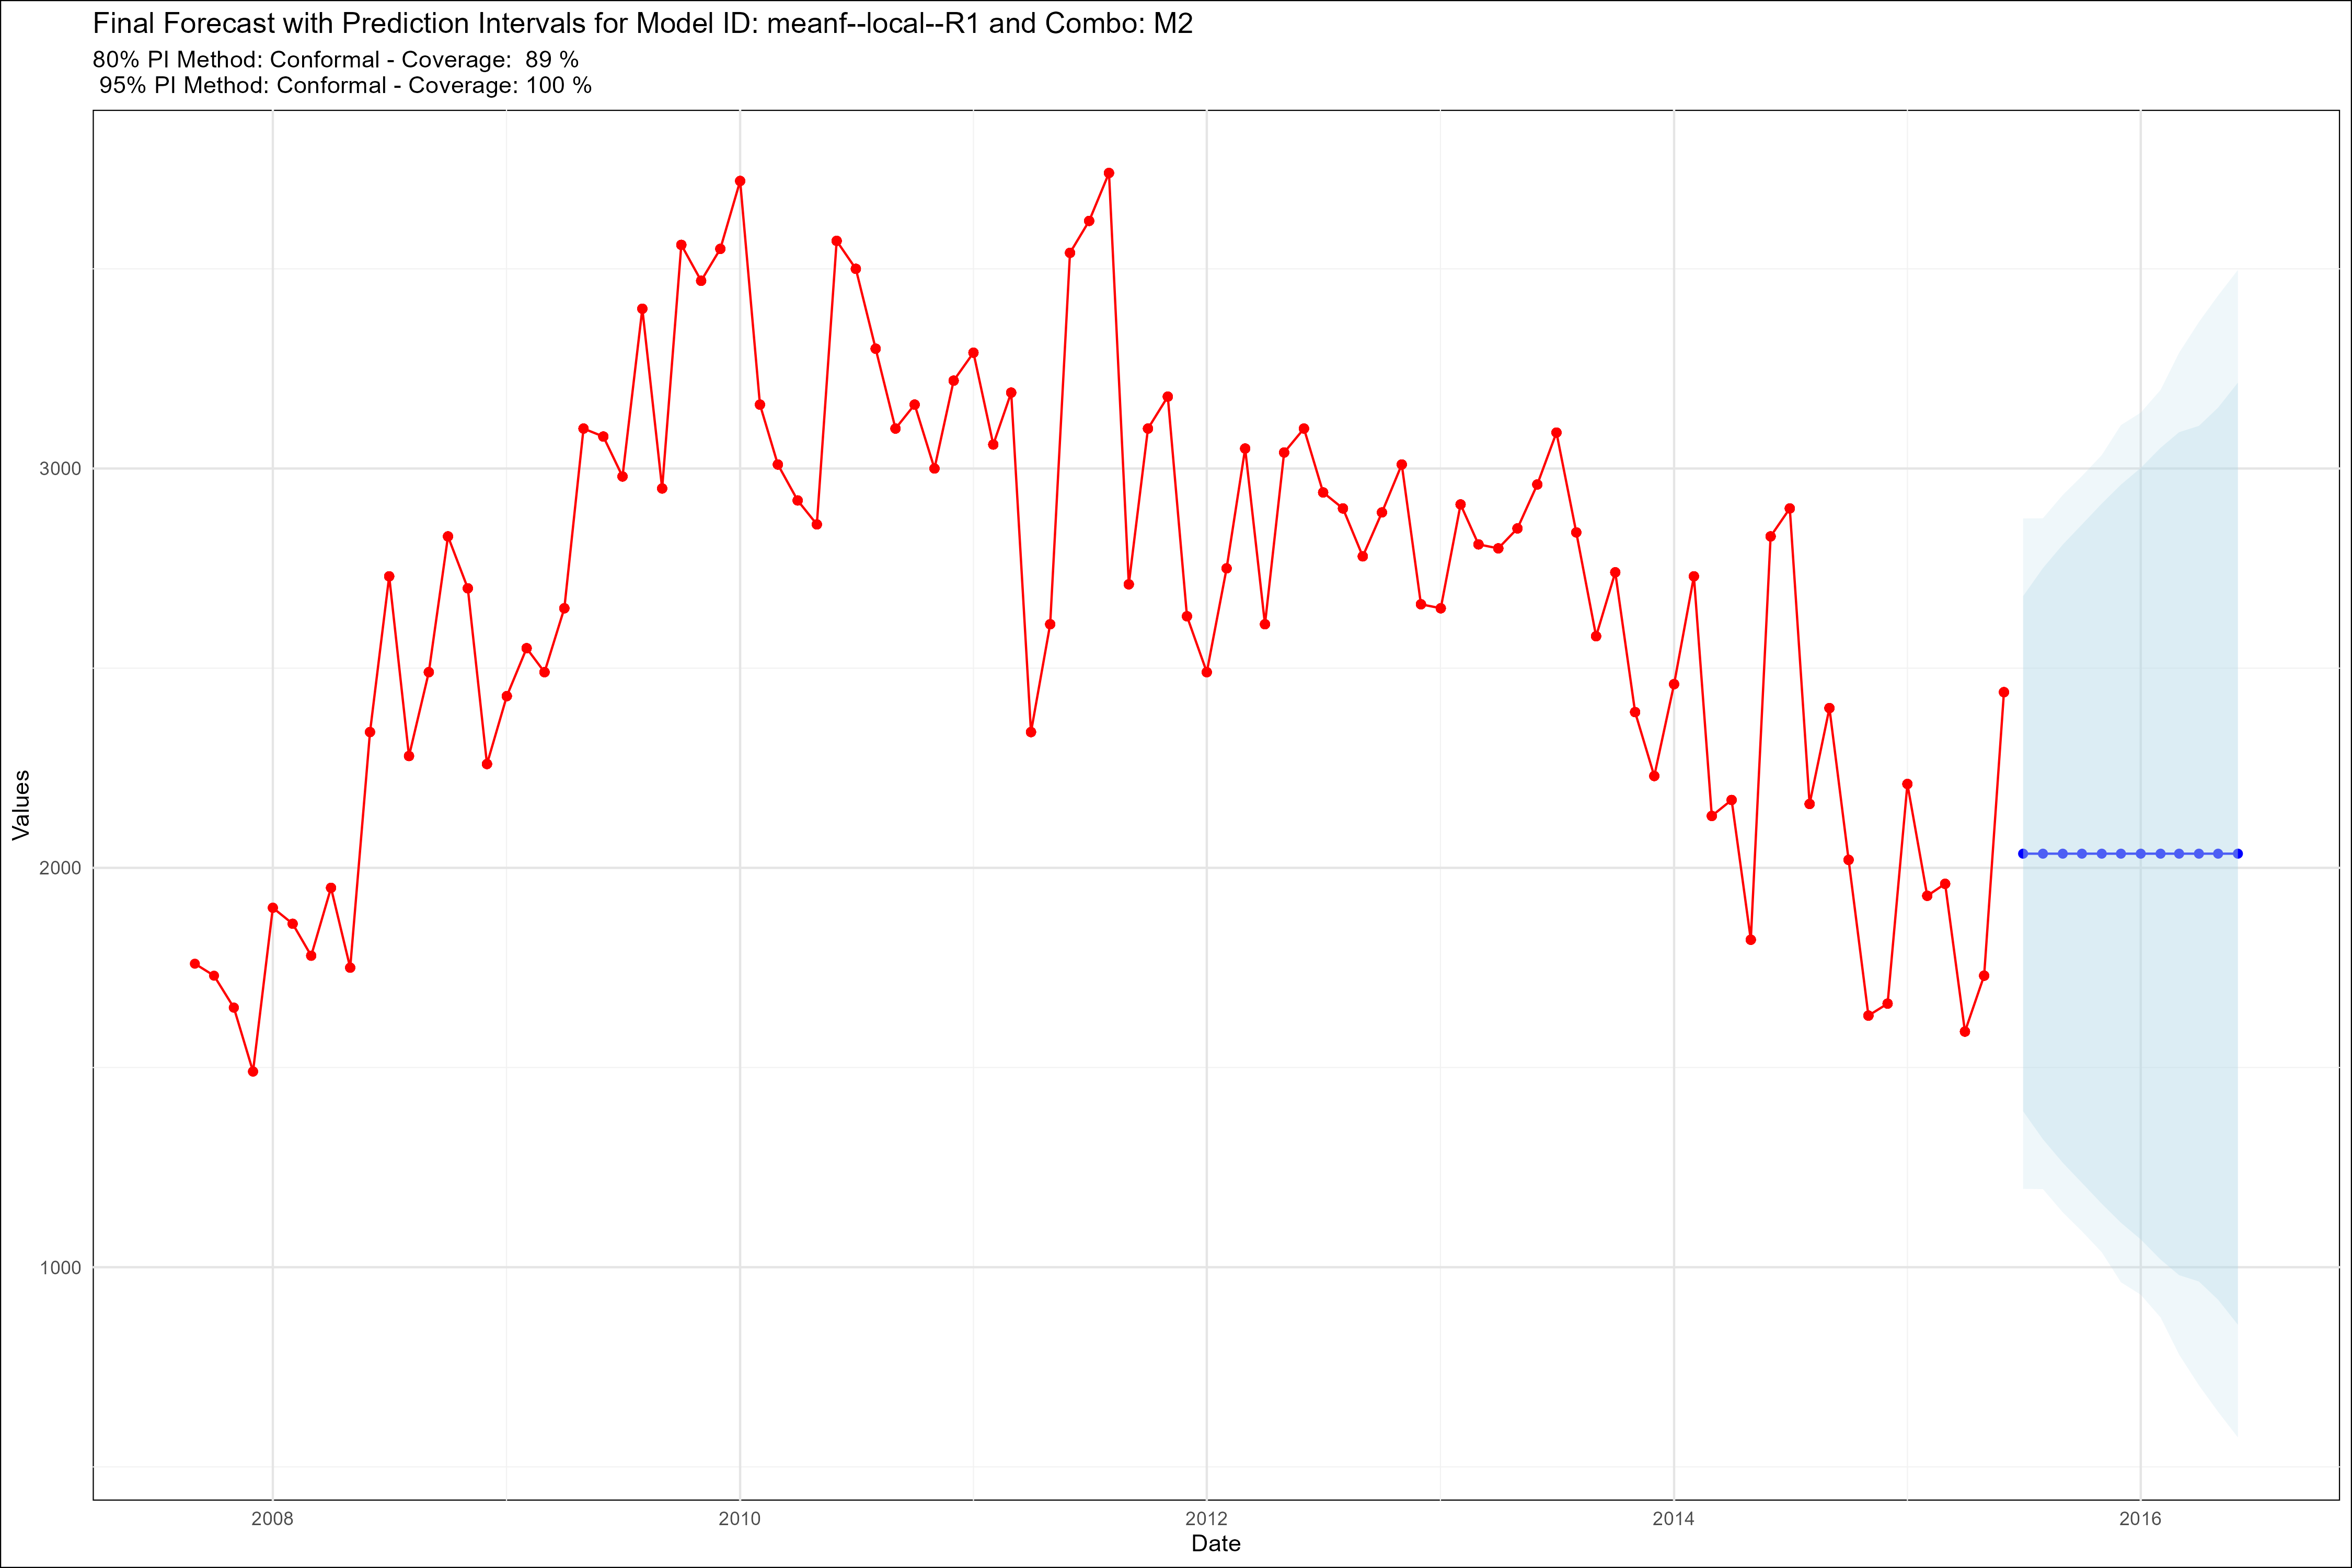 Final Forecast with Prediction Intervals for Model ID: meanf--local--R1 and Combo: M2
80% PI Method: Conformal - Coverage:  89 %
95% PI Method: Conformal - Coverage: 100 %
Values
3000
2000
1000
2008
2010
2012
2014
2016
Date